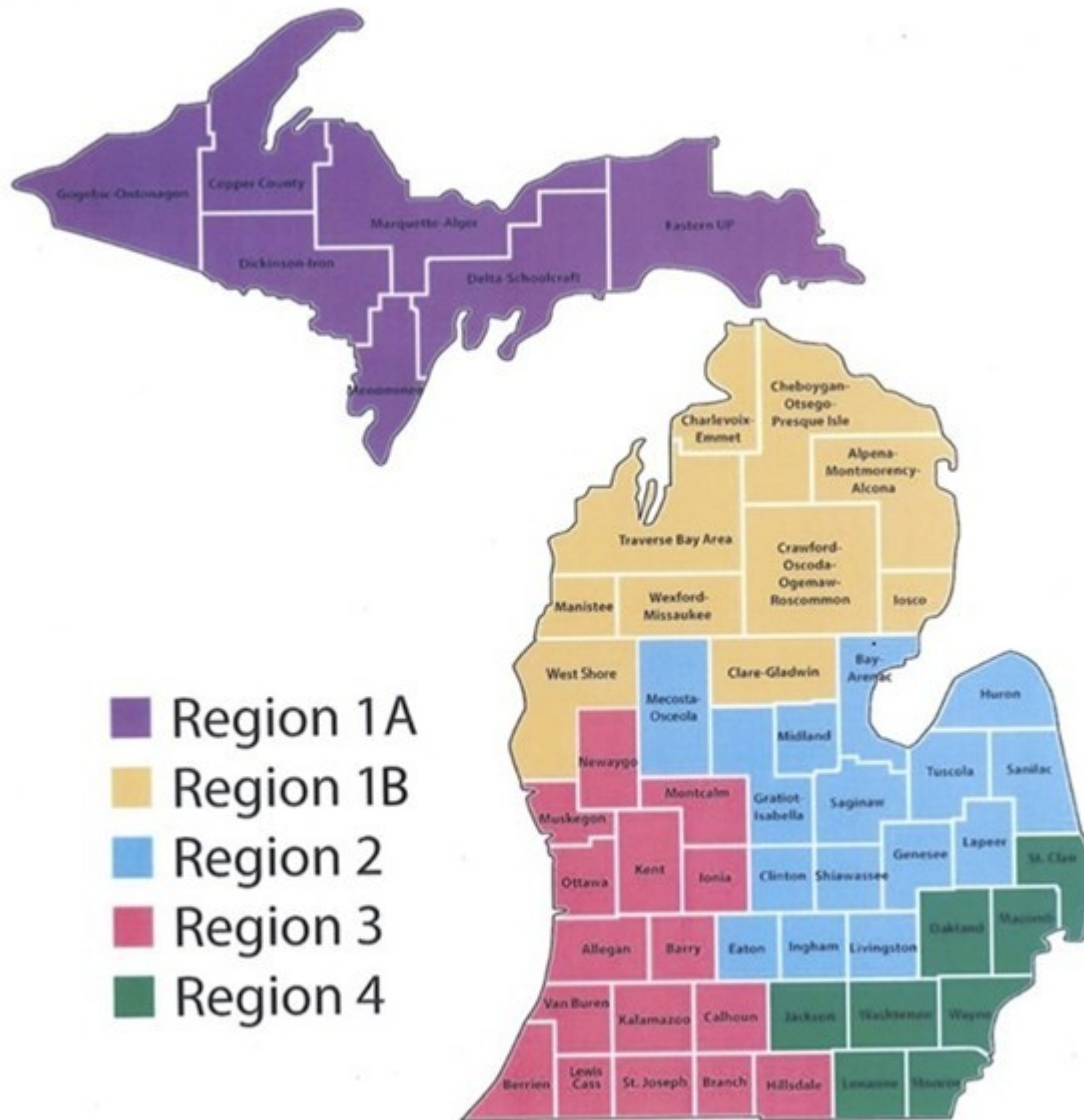 Gogebic-Ontonagon
Copper County
Marquette-Alger
Eastern UP
Dickinson-Iron
Delta-Schoolcraft
Menominee
Cheboygan-
Otsego-
Presque Isle
Charlevoix-
Emmet
Alpena-
Montmorency-
Alcona
Traverse Bay Area
Crawford-
Oscoda-
Ogemaw-
Roscommon
Manistee
Wexford-
Missaukee
Iosco
West Shore
Mecosta-
Osceola
Clare-Gladwin
Bay-
Arenac
Huron
Newaygo
Midland
Tuscola
Sanilac
Montcalm
Gratiot-
Isabella
Saginaw
Muskegon
Ottawa
Kent
Ionia
Clinton
Shiawassee
Genesee
Lapeer
St. Clair
Allegan
Barry
Eaton
Ingham
Livingston
Oakland
Macomb
Van Buren
Kalamazoo
Calhoun
Jackson
Washtenaw
Wayne
Berrien
Lewis
Cass
St. Joseph
Branch
Hillsdale
Lenawee
Monroe
Region 1A
Region 1B
Region 2
Region 3
Region 4